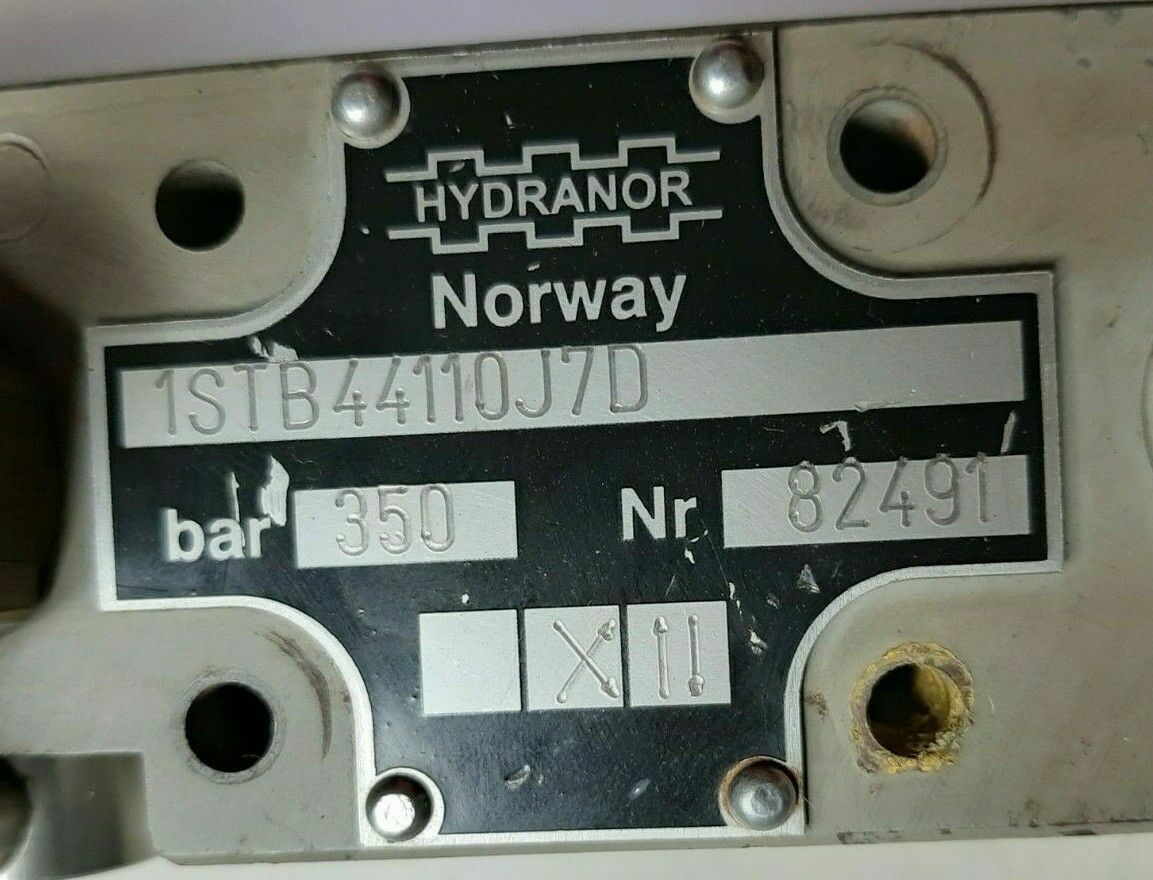 HYDRANOR
Norway
1STB44110J7D
bar 350 Nr 82491